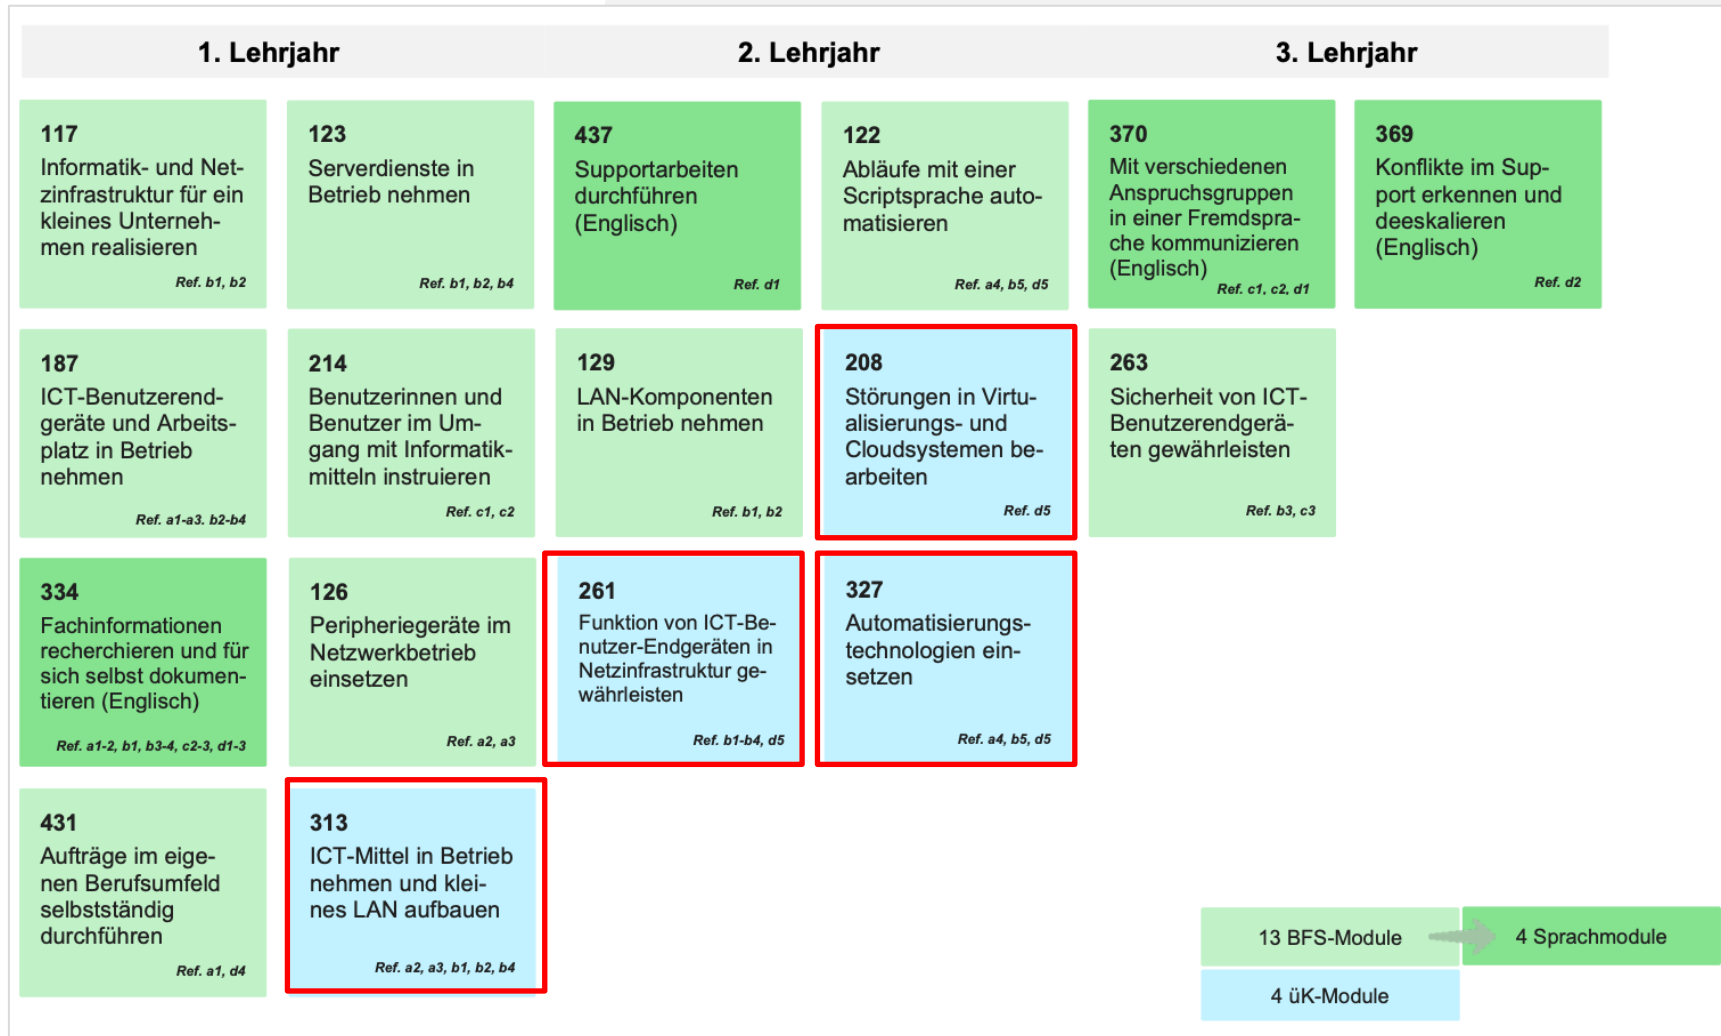 1. Lehrjahr
2. Lehrjahr
3. Lehrjahr
117
Informatik- und Net-
zinfrastruktur für ein
kleines Unterneh-
men realisieren
Ref. b1, b2
123
Serverdienste in
Betrieb nehmen
Ref. b1, b2, b4
437
Supportarbeiten
durchführen
(Englisch)
Ref. d1
122
Abläufe mit einer
Scriptsprache auto-
matisieren
Ref. a4, b5, d5
370
Mit verschiedenen
Anspruchsgruppen
in einer Fremdspra-
che kommunizieren
(Englisch)
Ref. c1, c2, d1
369
Konflikte im Sup-
port erkennen und
deeskalieren
(Englisch)
Ref. d2
187
ICT-Benutzerend-
geräte und Arbeits-
platz in Betrieb
nehmen
Ref. a1-a3. b2-b4
214
Benutzerinnen und
Benutzer im Um-
gang mit Informatik-
mitteln instruieren
Ref. c1, c2
129
LAN-Komponenten
in Betrieb nehmen
Ref. b1, b2
208
Störungen in Virtu-
alisierungs- und
Cloudsystemen be-
arbeiten
Ref. d5
263
Sicherheit von ICT-
Benutzerendgerä-
ten gewährleisten
Ref. b3, c3
334
Fachinformationen
recherchieren und für
sich selbst dokumen-
tieren (Englisch)
Ref. a1-2, b1, b3-4, c2-3, d1-3
126
Peripheriegeräte im
Netzwerkbetrieb
einsetzen
Ref. a2, a3
261
Funktion von ICT-Be-
nutzer-Endgeräten in
Netzinfrastruktur ge-
währleisten
Ref. b1-b4, d5
327
Automatisierungs-
technologien ein-
setzen
Ref. a4, b5, d5
431
Aufträge im eige-
nen Berufsumfeld
selbstständig
durchführen
Ref. a1, d4
313
ICT-Mittel in Betrieb
nehmen und klei-
nes LAN aufbauen
Ref. a2, a3, b1, b2, b4
13 BFS-Module
4 Sprachmodule
4 üK-Module